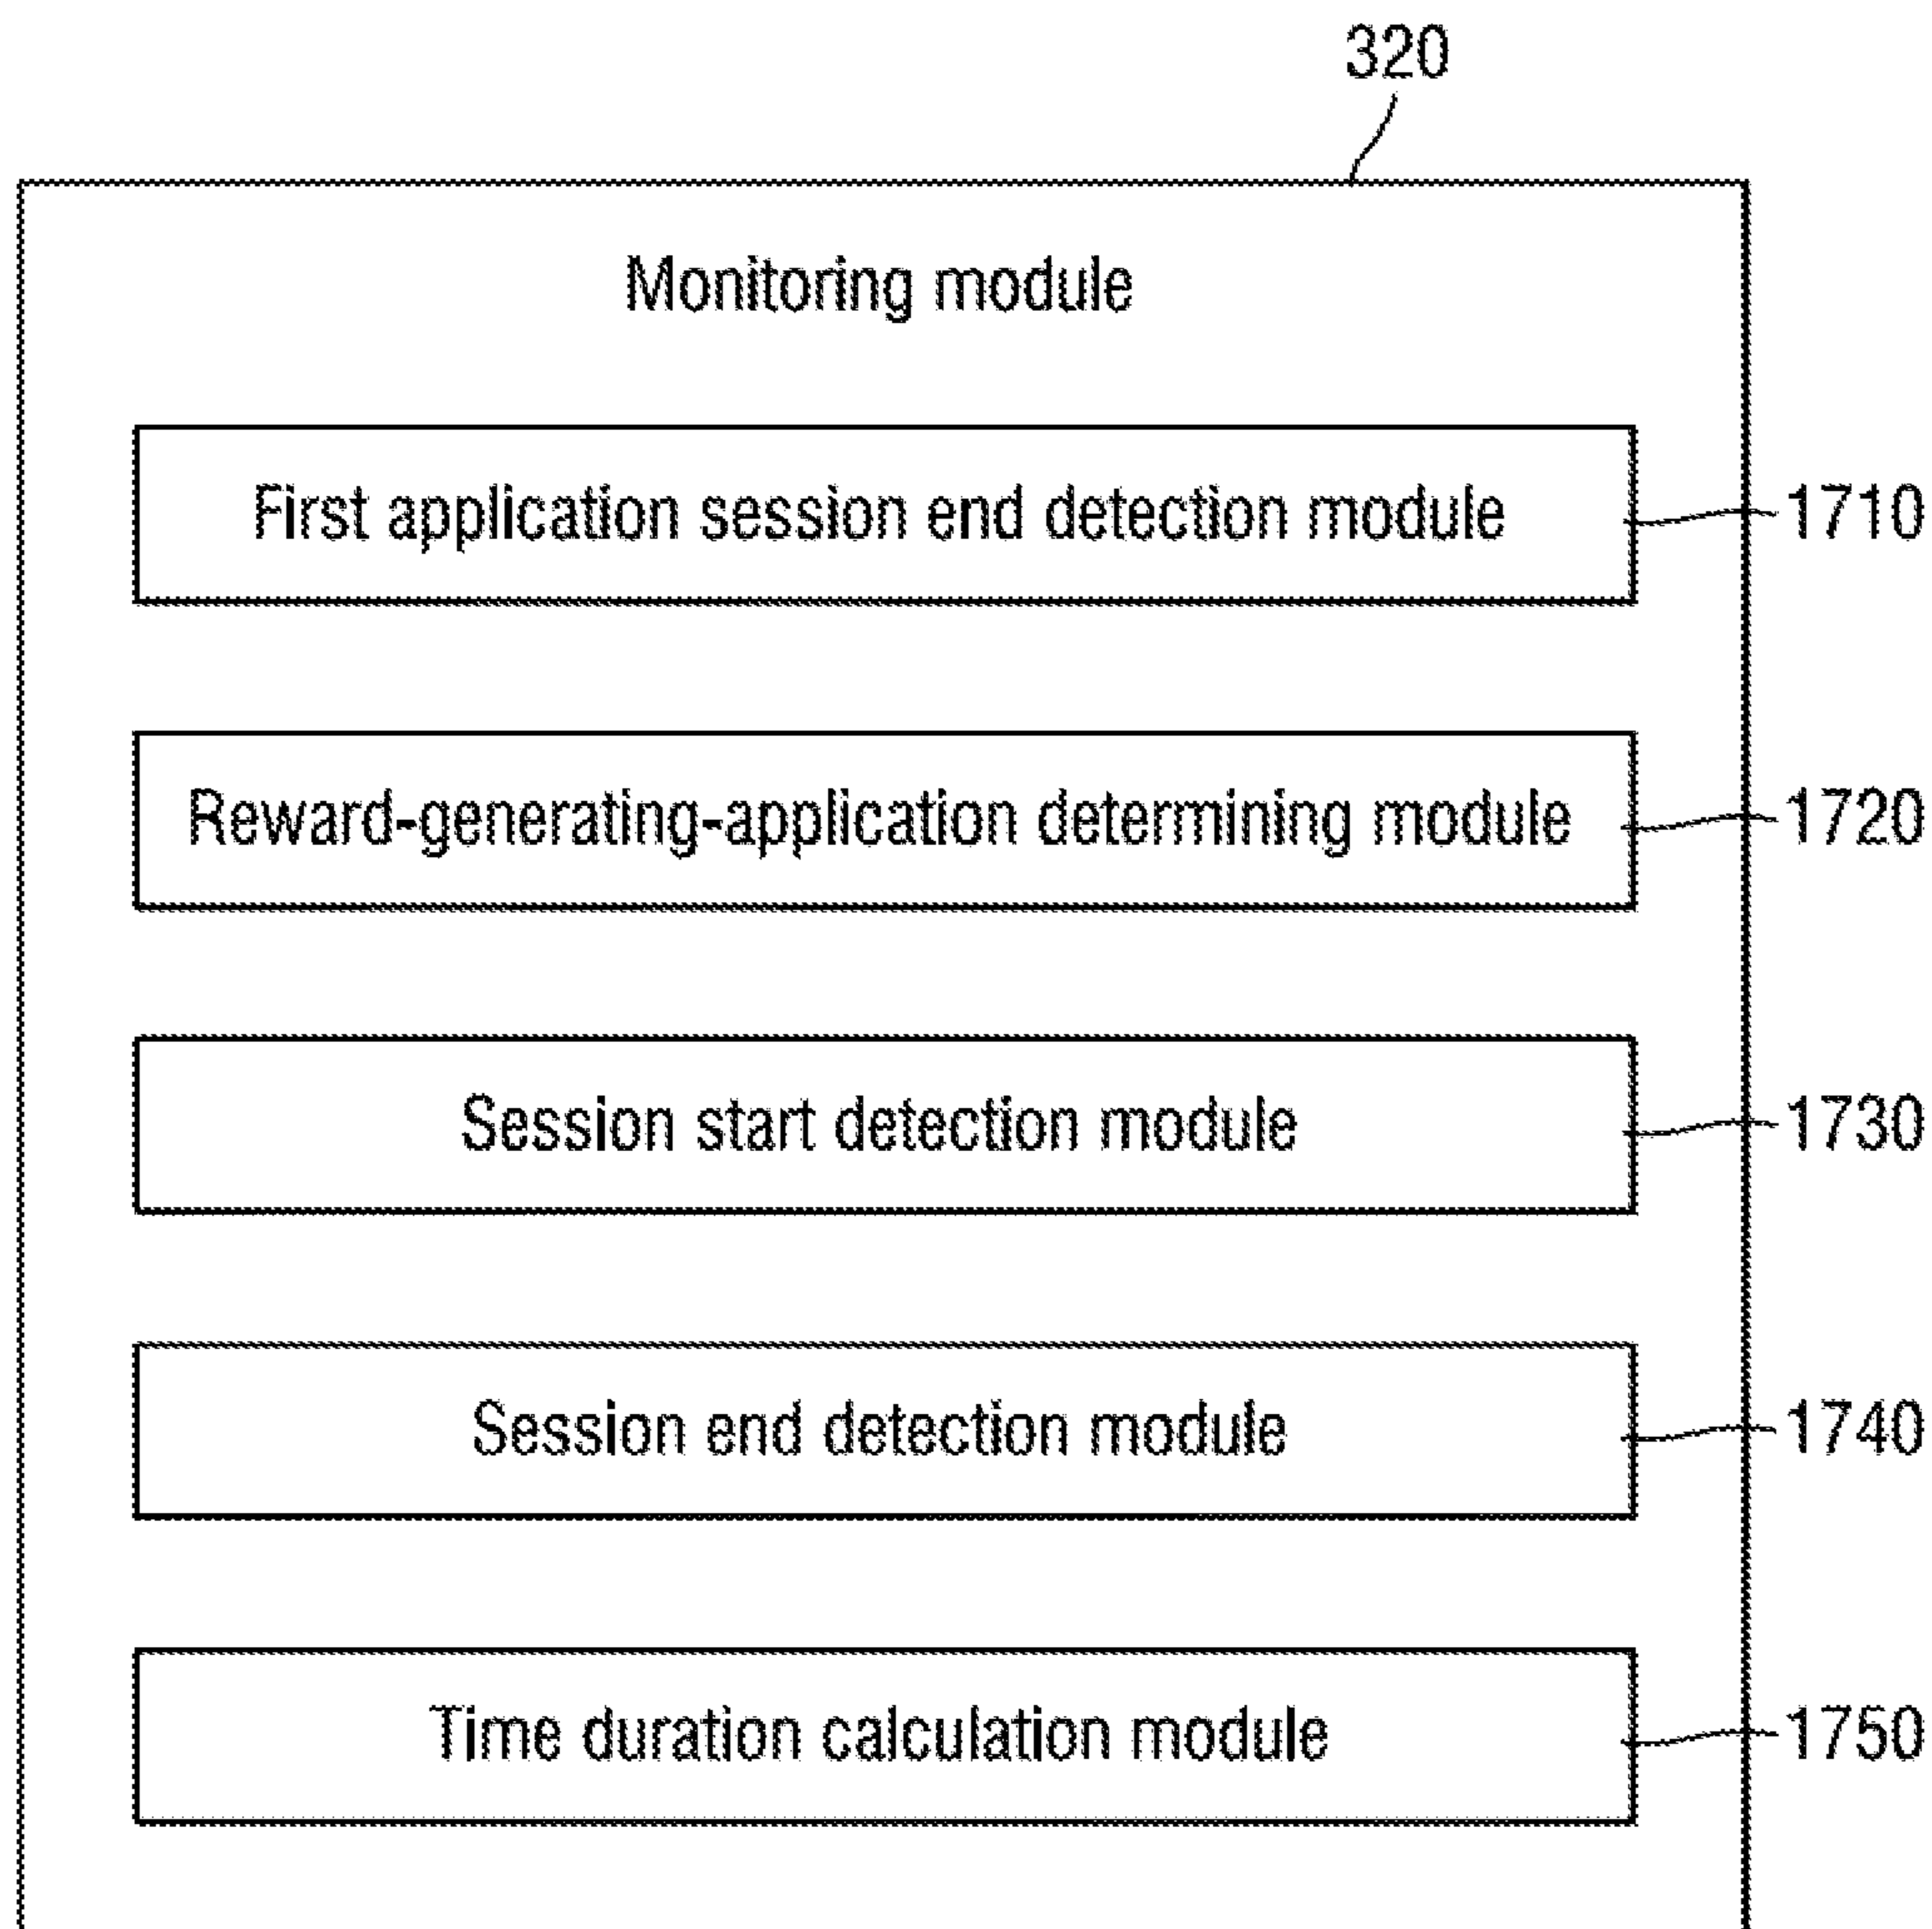 320
Monitoring module
First application session end detection module
1710
Reward-generating-application determining module
1720
Session start detection module
1730
Session end detection module
1740
Time duration calculation module
1750